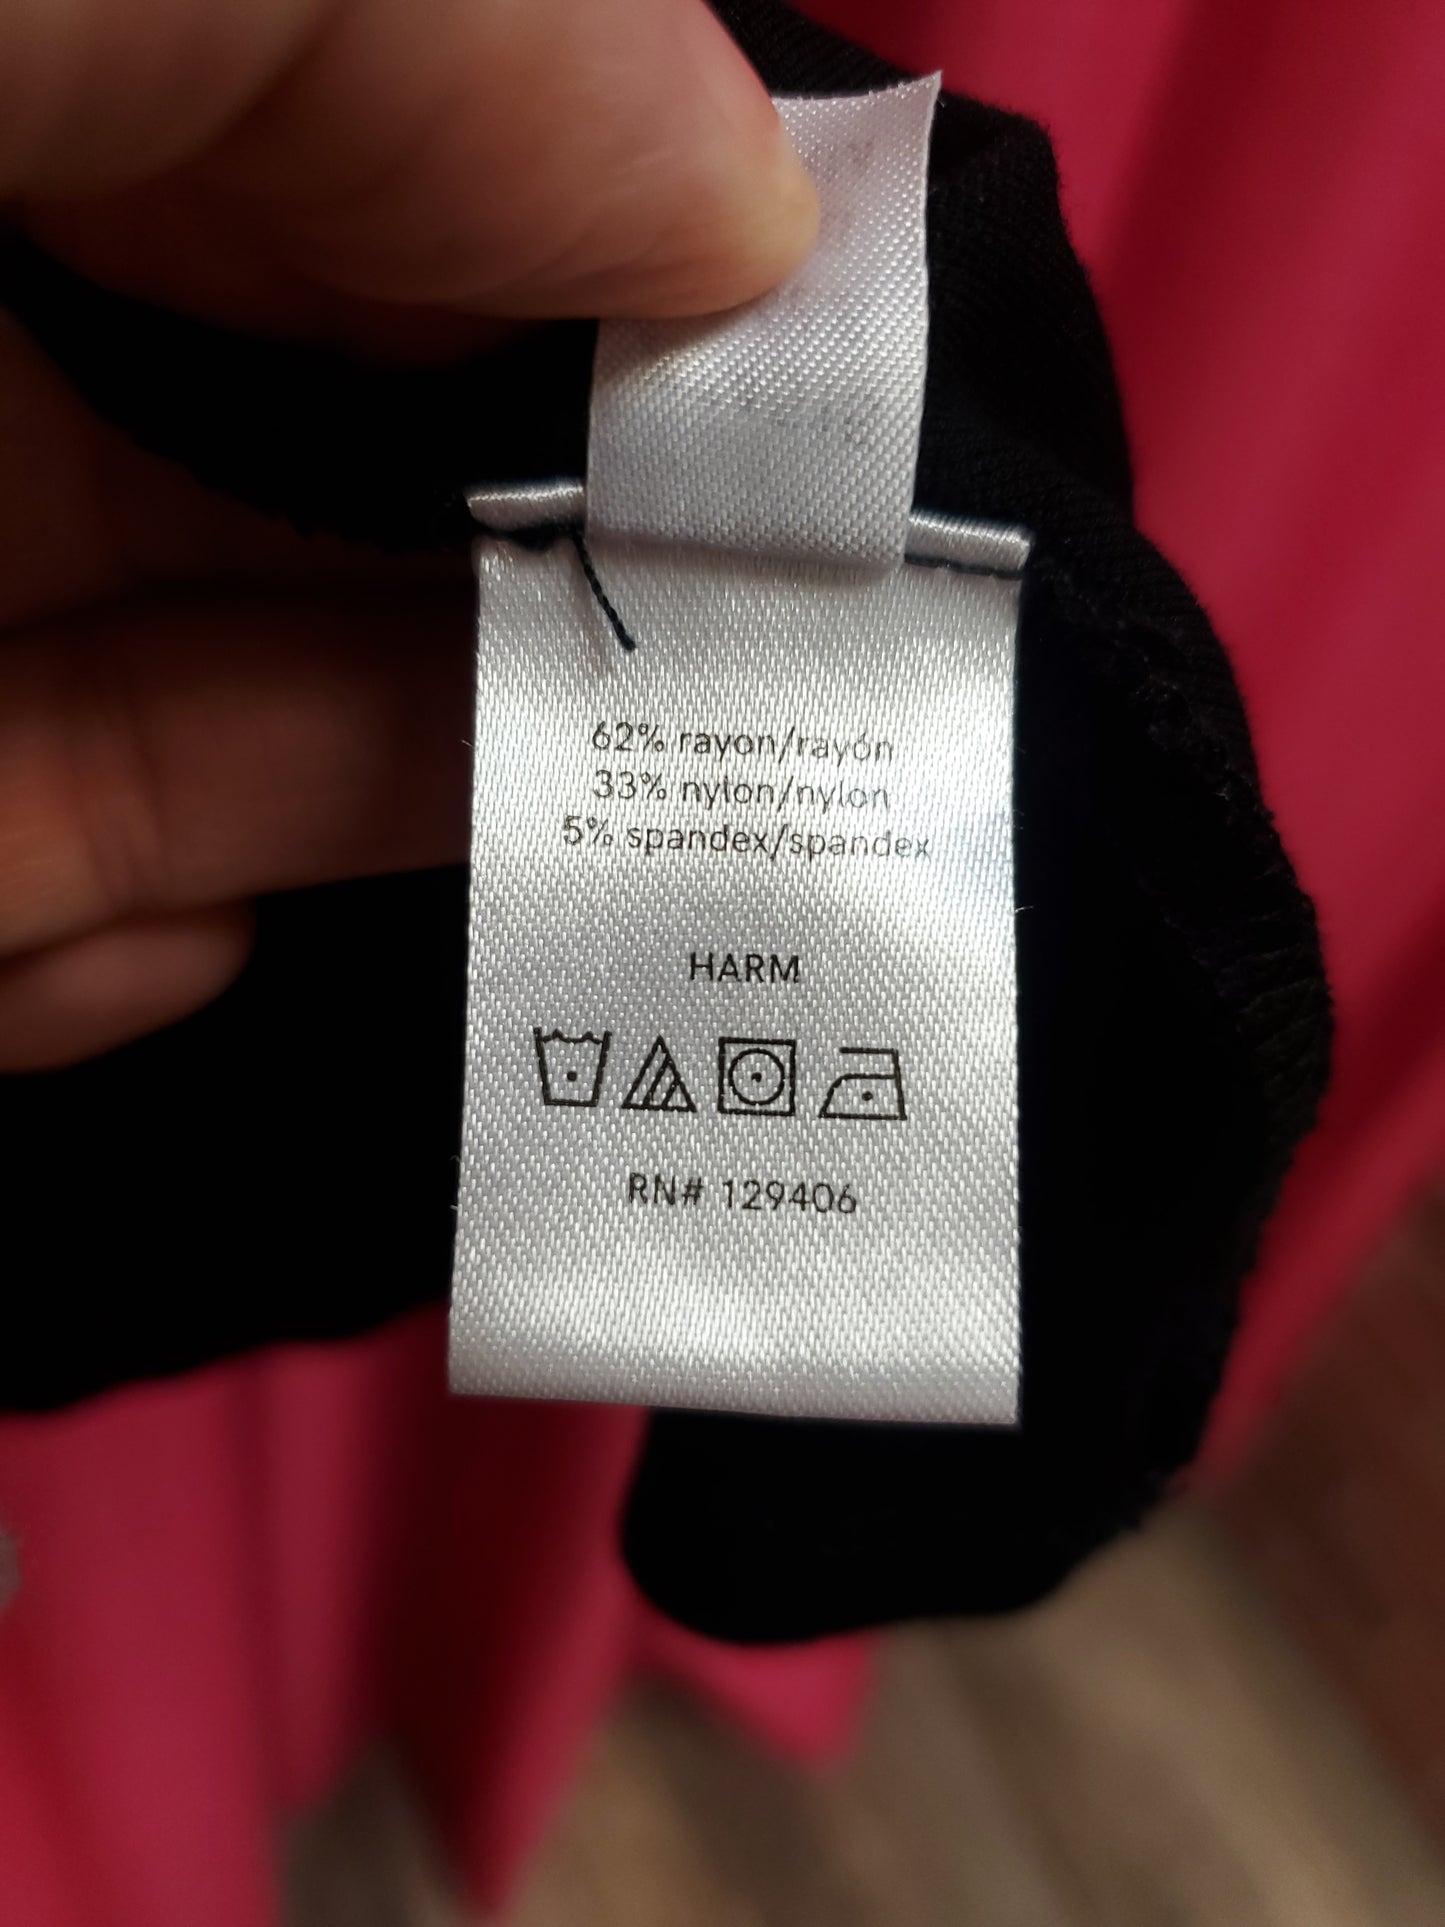 62% rayon/rayón
33% nylon/nylon
5% spandex/spandex
HARM
RN# 129406